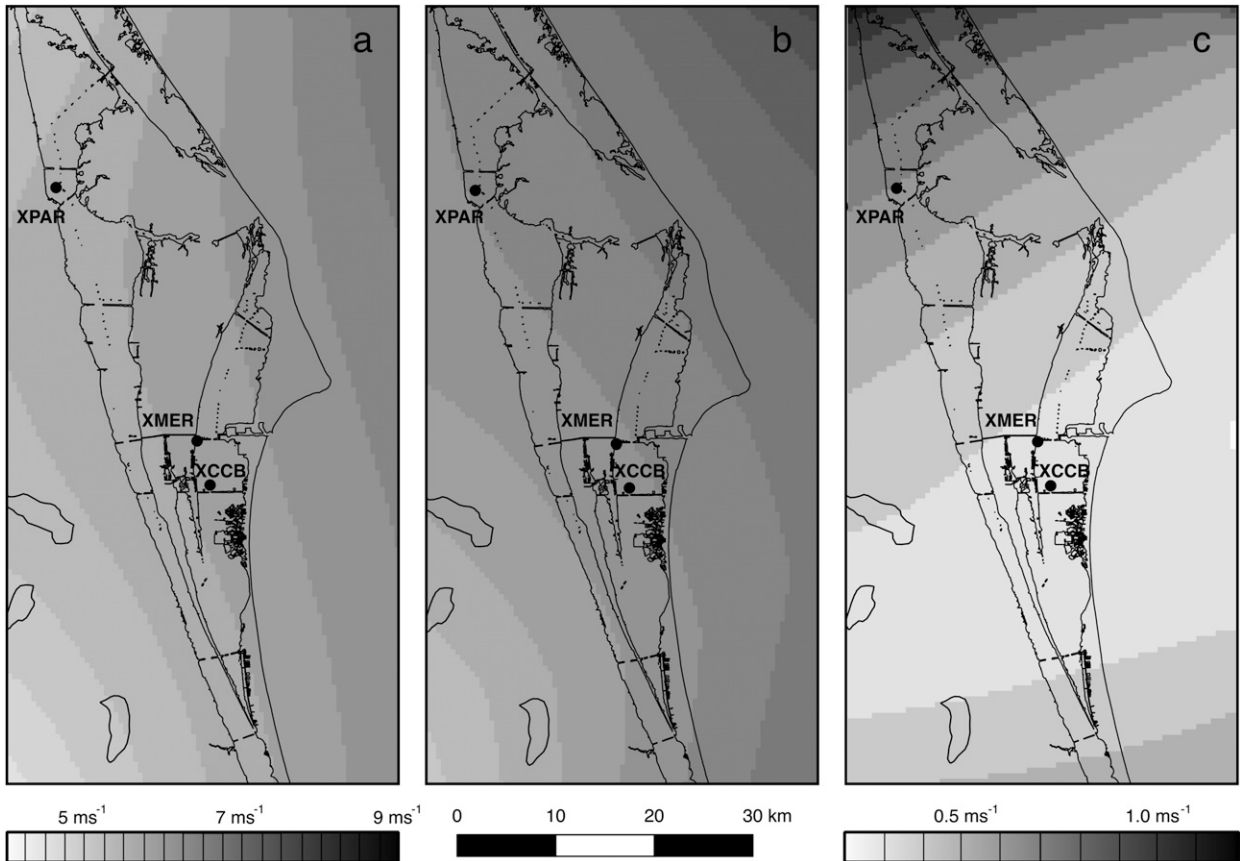 a
b
c
XPAR
XPAR
XPAR
XMER
XMER
XMER
XCCB
XCCB
XCCB
5 ms⁻¹ 7 ms⁻¹ 9 ms⁻¹
0 10 20 30 km
0.5 ms⁻¹ 1.0 ms⁻¹